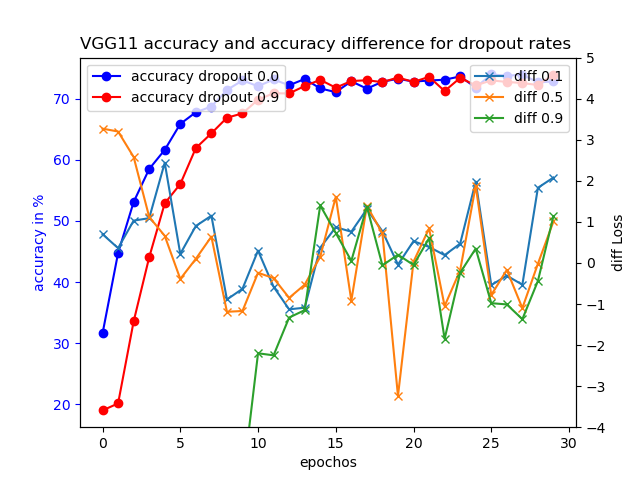 VGG11 accuracy and accuracy difference for dropout rates
accuracy dropout 0.0
accuracy dropout 0.9
diff 0.1
diff 0.5
diff 0.9
accuracy in %
70
60
50
40
30
20
5
4
3
2
1
0
−1
−2
−3
−4
diff Loss
0 5 10 15 20 25 30
epochos